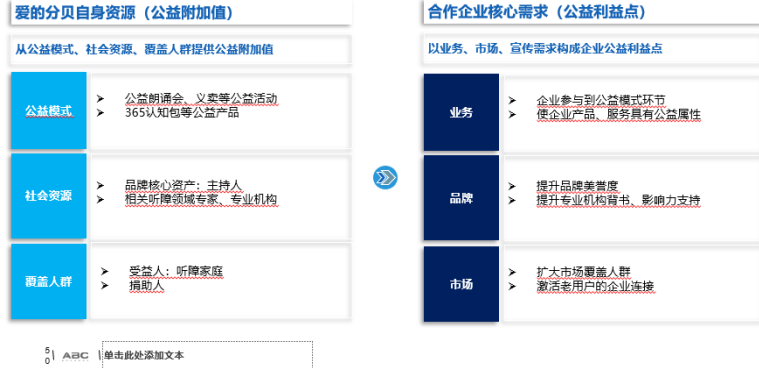 爱的分贝自身资源（公益附加值）
从公益模式、社会资源、覆盖人群提供公益附加值
公益模式
公益朗诵会、义卖等公益活动
365认知包等公益产品
社会资源
品牌核心资产：主持人
相关听障领域专家、专业机构
覆盖人群
受益人：听障家庭
捐助人
合作企业核心需求（公益利益点）
以业务、市场、宣传需求构成企业公益利益点
业务
企业参与到公益模式环节
使企业产品、服务具有公益属性
品牌
提升品牌美誉度
提升专业机构背书、影响力支持
市场
扩大市场覆盖人群
激活老用户的企业连接
50 ABC 单击此处添加文本